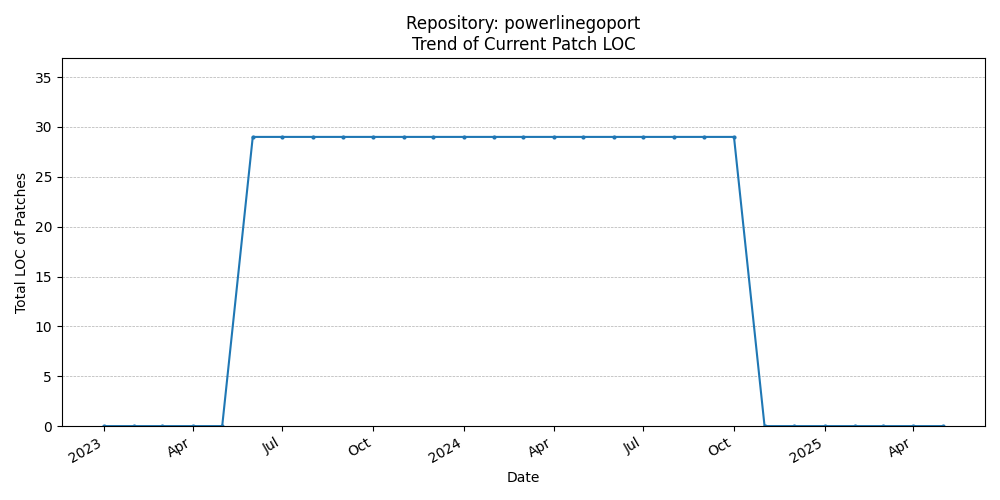 Repository: powerlinegoport
Trend of Current Patch LOC
Total LOC of Patches
35
30
25
20
15
10
5
0
2023
Apr
Jul
Oct
2024
Apr
Jul
Oct
2025
Apr
Date